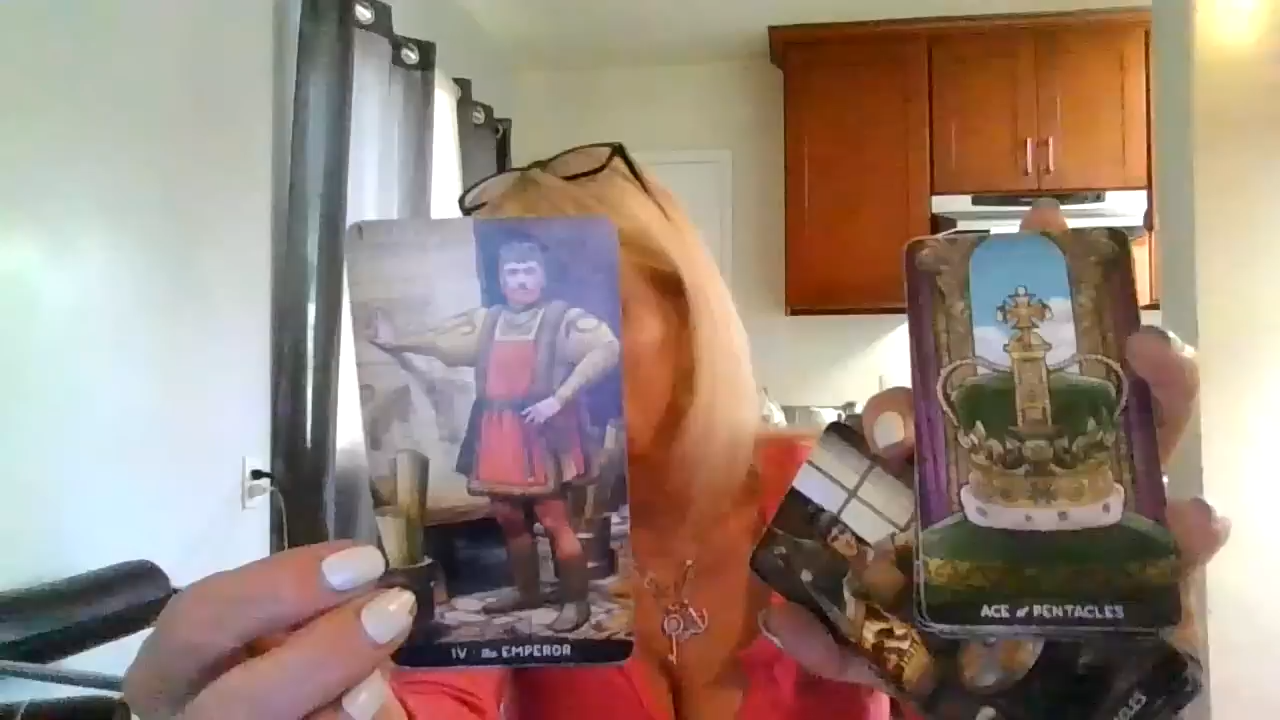 IV · the EMPEROR
ACE of PENTACLES